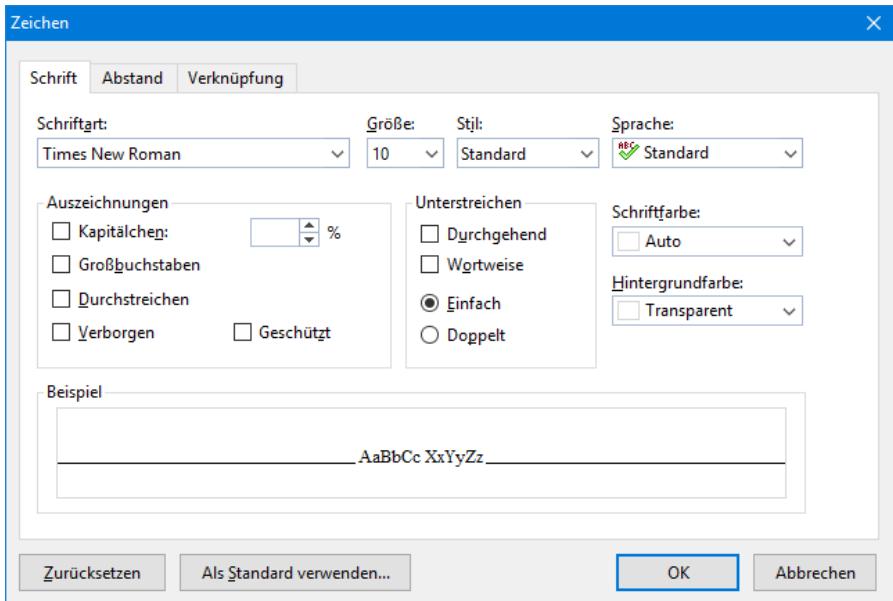 Zeichen
Schrift Abstand Verknüpfung
Schriftart: Größe: Stil: Sprache:
Times New Roman 10 Standard ABC Standard
Auszeichnungen Unterstreichen
Kapitälchen: % Durchgehend Schriftfarbe:
Großbuchstaben Wortweise Auto
Durchstreichen Einfach Hintergrundfarbe:
Verborgen Geschützt Doppelt Transparent
Beispiel
AaBbCc XxYyZz
Zurücksetzen Als Standard verwenden... OK Abbrechen